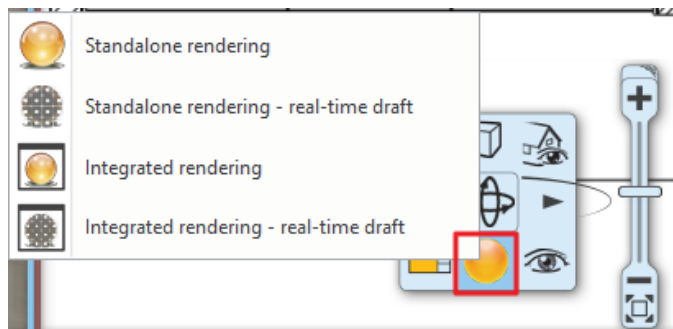 Standalone rendering
Standalone rendering - real-time draft
Integrated rendering
Integrated rendering - real-time draft